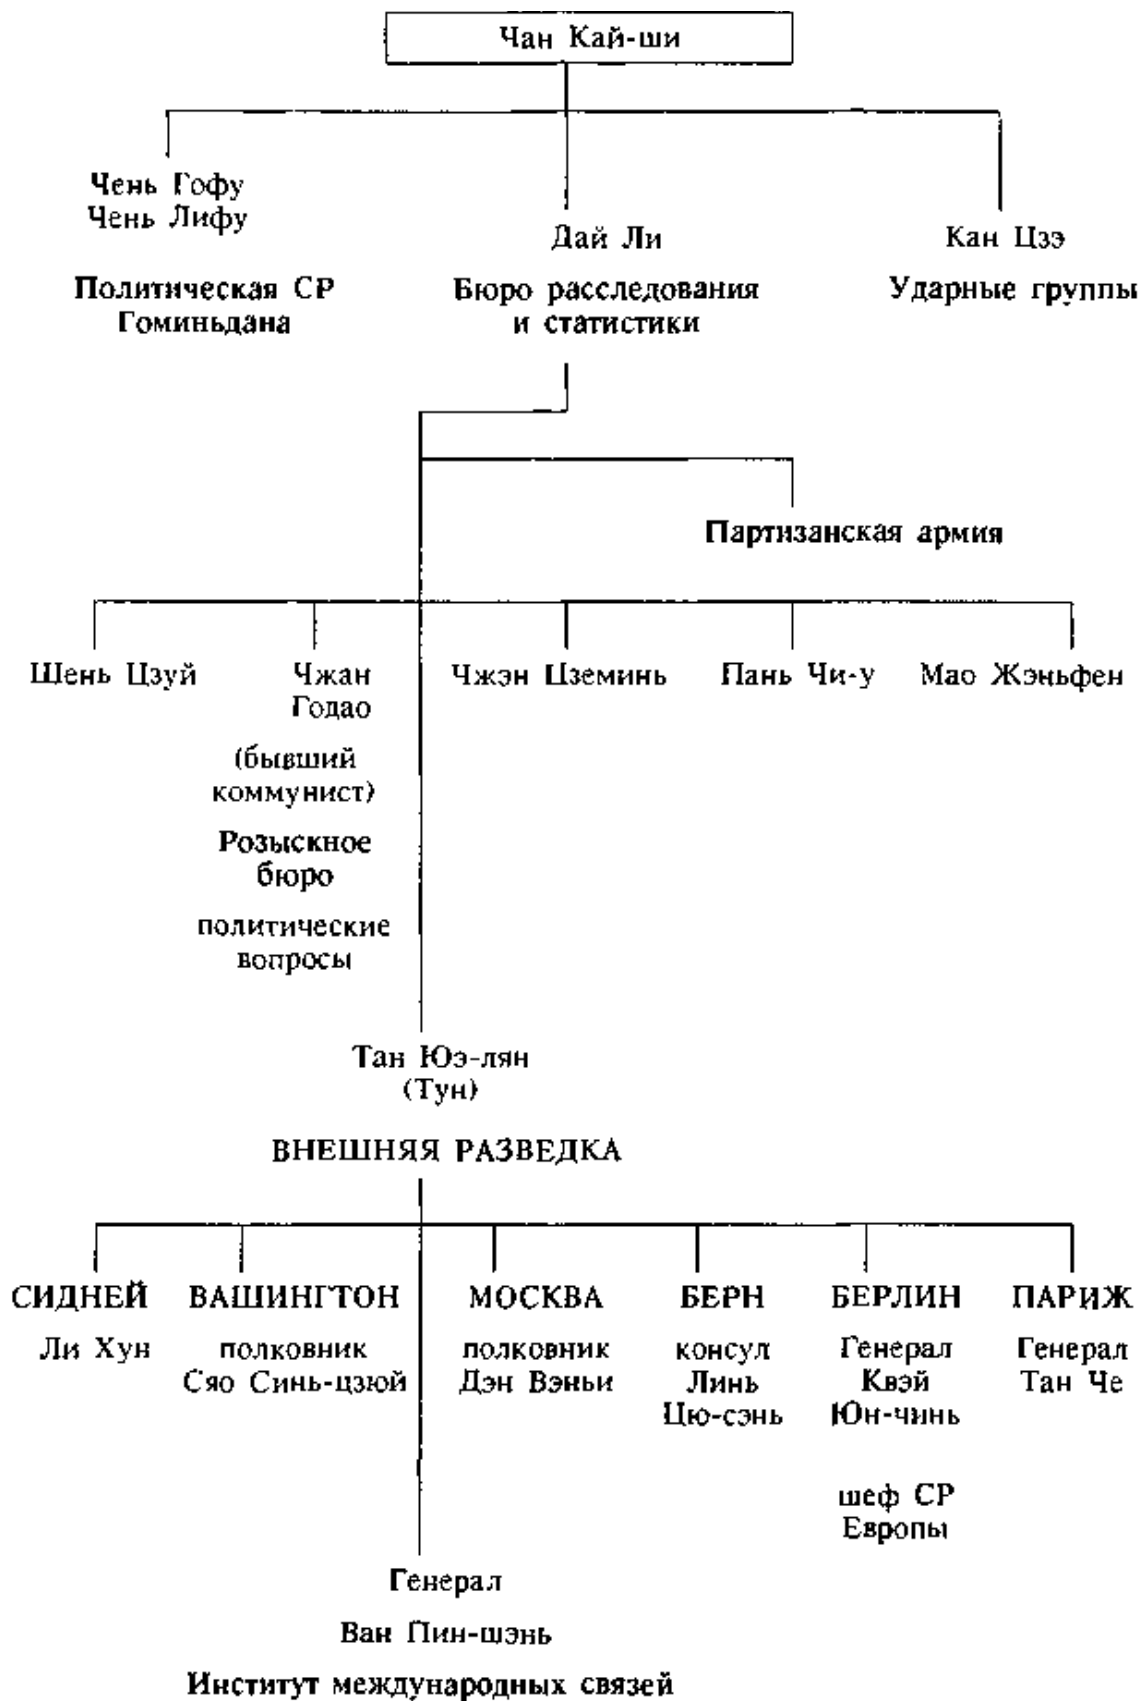 Чан Кай-ши
Чень Гофу
Чень Лифу
Политическая СР
Гоминьдана
Дай Ли
Бюро расследования
и статистики
Кан Цзэ
Ударные группы
Партизанская армия
Шень Цзуй
Чжан
Годао
(бывший
коммунист)
Розыскное
бюро
политические
вопросы
Чжэн Цземинь
Пань Чи-у
Мао Жэньфен
Тан Юэ-лян
(Тун)
ВНЕШНЯЯ РАЗВЕДКА
СИДНЕЙ
Ли Хун
ВАШИНГТОН
полковник
Сяо Синь-цзюй
МОСКВА
полковник
Дэн Вэньи
БЕРН
консул
Линь
Цю-сэнь
БЕРЛИН
Генерал
Квэй
Юн-чинь
шеф СР
Европы
ПАРИЖ
Генерал
Тан Че
Генерал
Ван Пин-шэнь
Институт международных связей